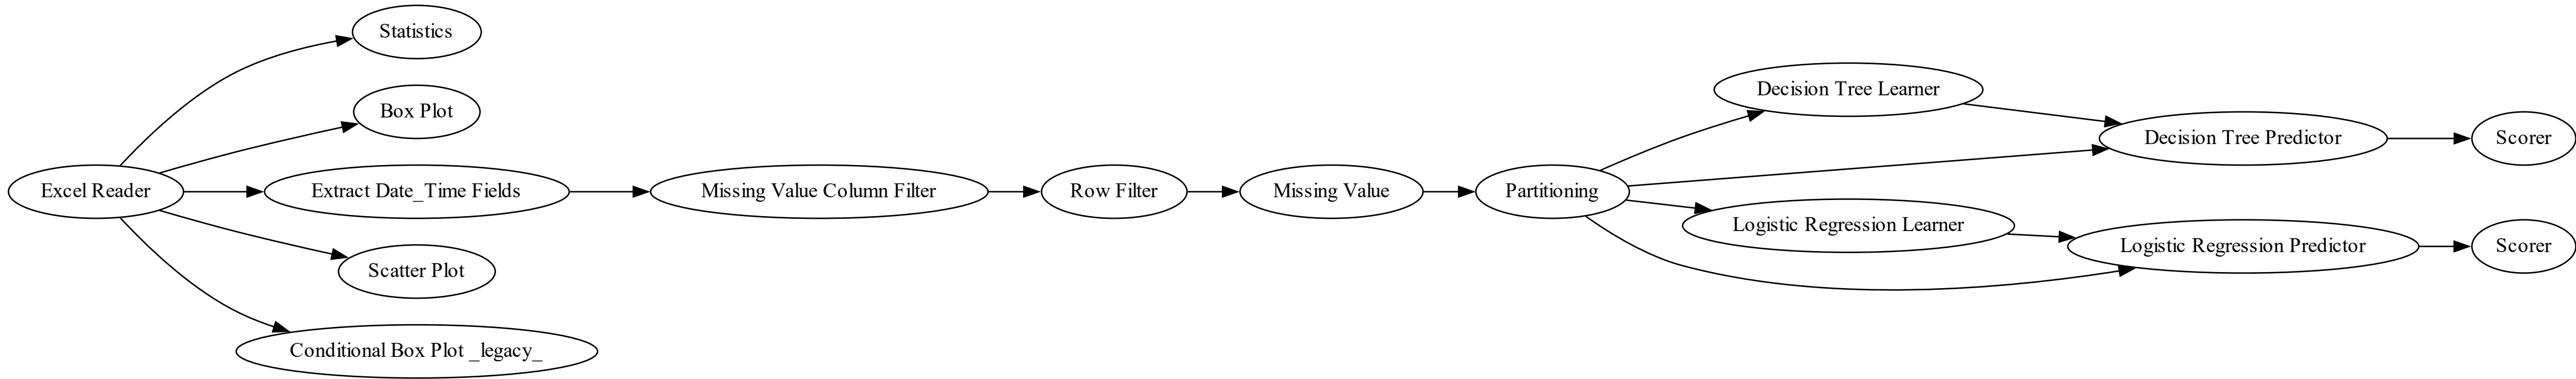 Statistics
Box Plot
Excel Reader
Extract Date_Time Fields
Scatter Plot
Conditional Box Plot _legacy_
Missing Value Column Filter
Row Filter
Missing Value
Partitioning
Decision Tree Learner
Logistic Regression Learner
Decision Tree Predictor
Logistic Regression Predictor
Scorer
Scorer